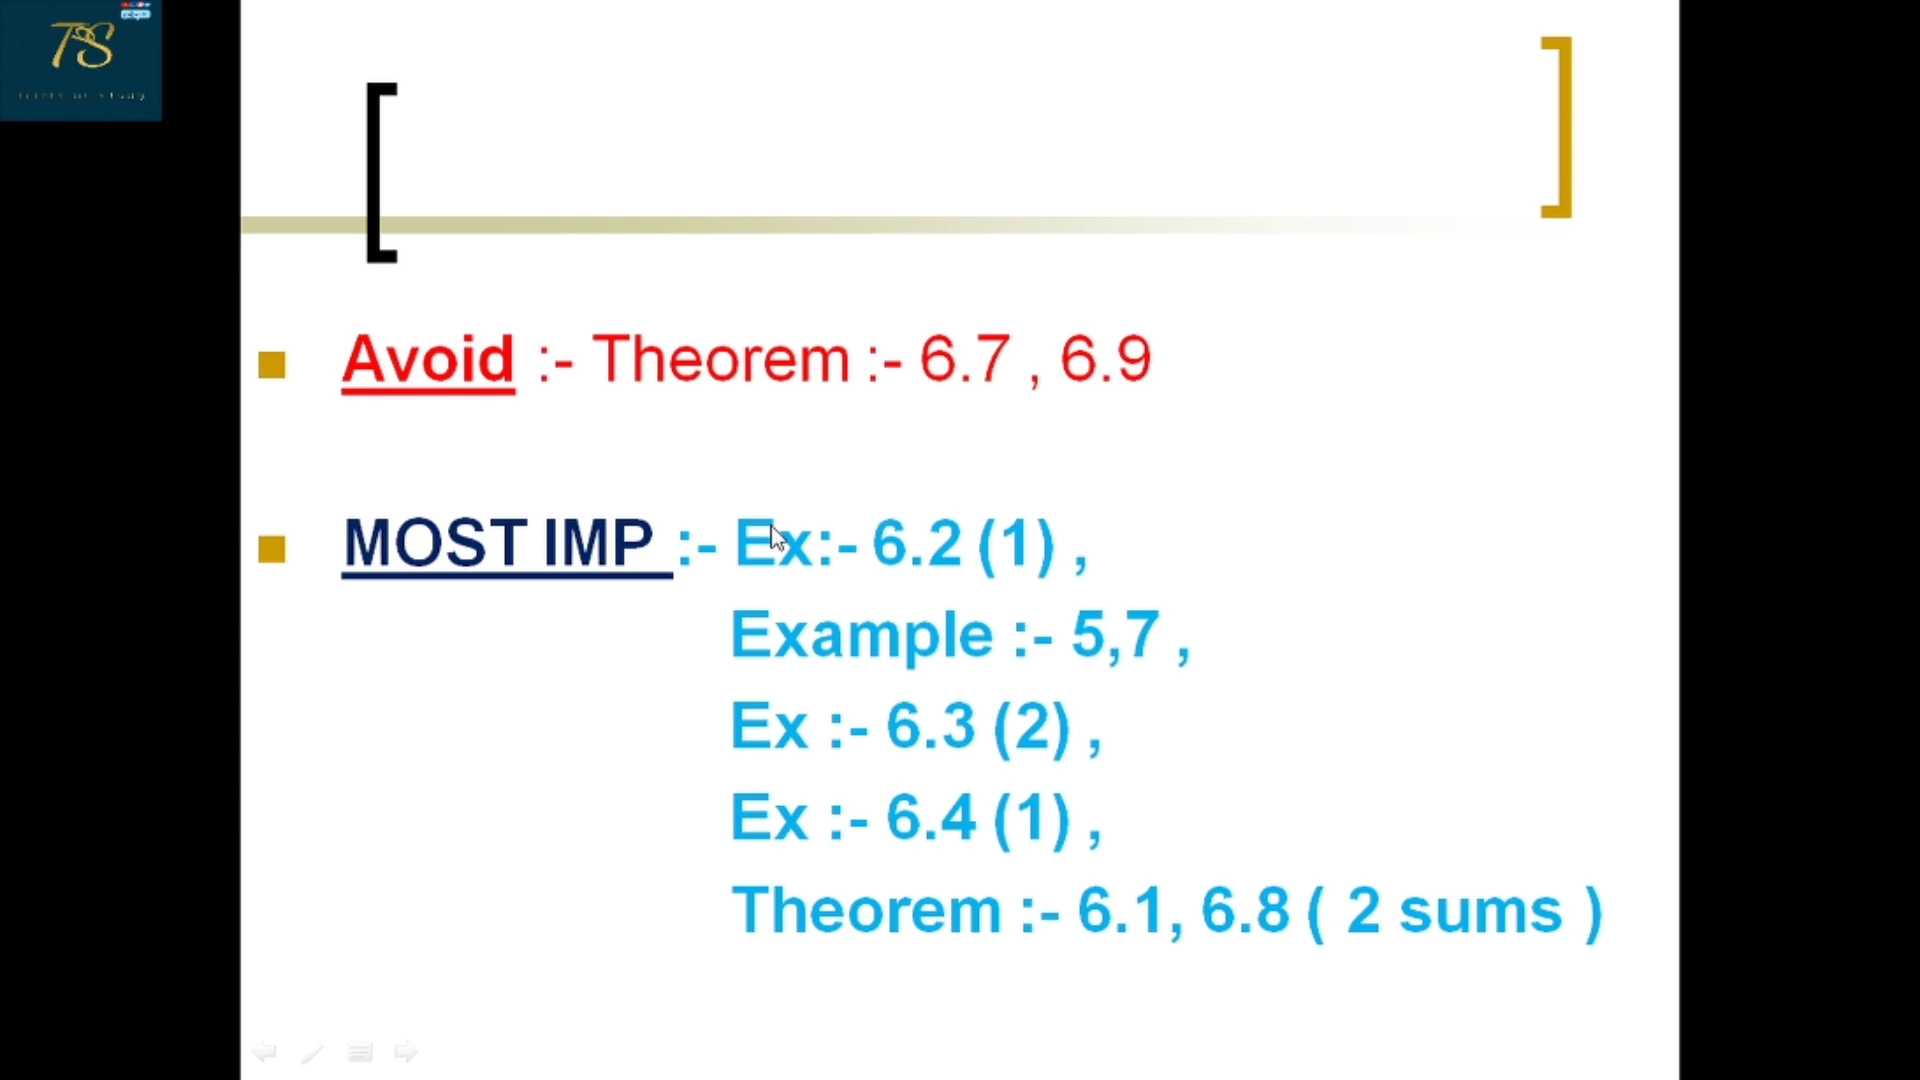 TS
Avoid :- Theorem :- 6.7 , 6.9
MOST IMP :- Ex:- 6.2 (1) ,
Example :- 5,7 ,
Ex :- 6.3 (2) ,
Ex :- 6.4 (1) ,
Theorem :- 6.1, 6.8 ( 2 sums )